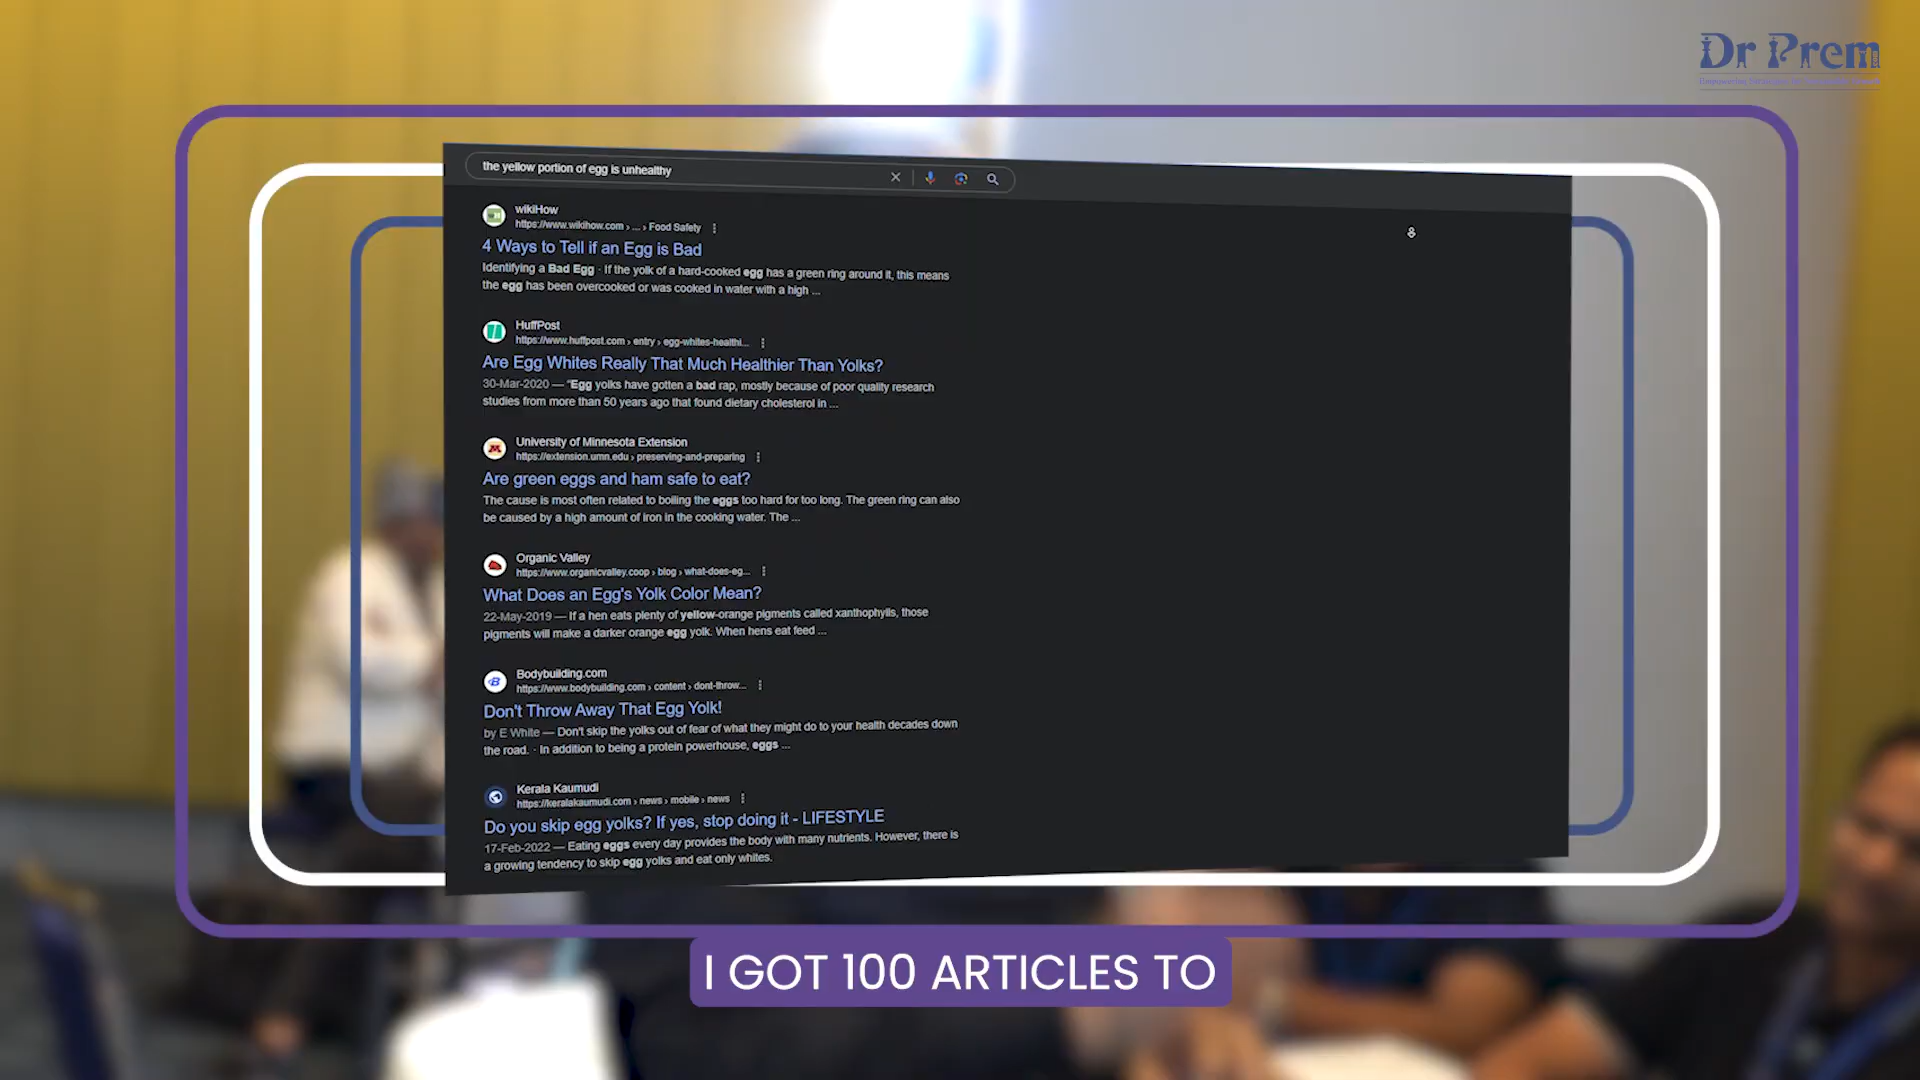 Dr Prem
the yellow portion of egg is unhealthy
wikiHow
https://www.wikihow.com › ... › Food Safety
4 Ways to Tell if an Egg is Bad
Identifying a Bad Egg · If the yolk of a hard-cooked egg has a green ring around it, this means
the egg has been overcooked or was cooked in water with a high ...
HuffPost
https://www.huffpost.com › entry › egg-whites-healthi...
Are Egg Whites Really That Much Healthier Than Yolks?
30-Mar-2020 — "Egg yolks have gotten a bad rap, mostly because of poor quality research
studies from more than 50 years ago that found dietary cholesterol in ...
University of Minnesota Extension
https://extension.umn.edu › preserving-and-preparing
Are green eggs and ham safe to eat?
The cause is most often related to boiling the eggs too hard for too long. The green ring can also
be caused by a high amount of iron in the cooking water. The ...
Organic Valley
https://www.organicvalley.coop › blog › what-does-eg...
What Does an Egg's Yolk Color Mean?
22-May-2019 — If a hen eats plenty of yellow-orange pigments called xanthophylls, those
pigments will make a darker orange egg yolk. When hens eat feed ...
Bodybuilding.com
https://www.bodybuilding.com › content › dont-throw...
Don't Throw Away That Egg Yolk!
by E White — Don't skip the yolks out of fear of what they might do to your health decades down
the road. · In addition to being a protein powerhouse, eggs ...
Kerala Kaumudi
https://keralakaumudi.com › news › mobile › news
Do you skip egg yolks? If yes, stop doing it - LIFESTYLE
17-Feb-2022 — Eating eggs every day provides the body with many nutrients. However, there is
a growing tendency to skip egg yolks and eat only whites.
I GOT 100 ARTICLES TO